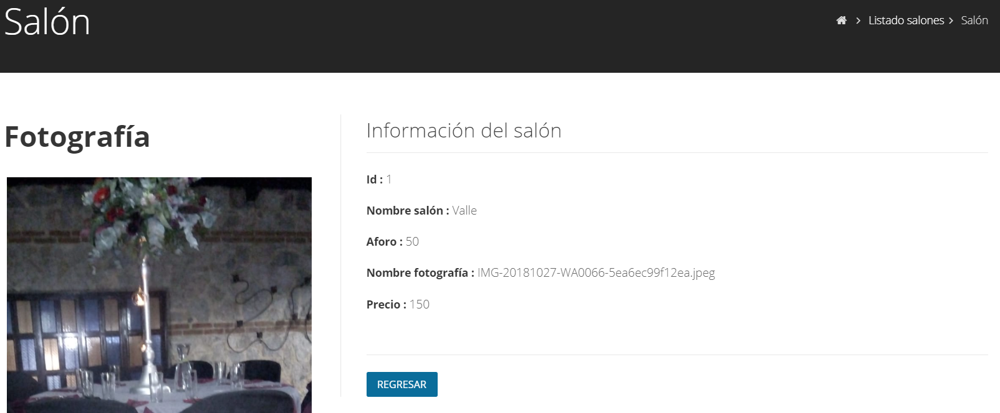 Salón
Listado salones
Salón
Fotografía
Información del salón
Id : 1
Nombre salón : Valle
Aforo : 50
Nombre fotografía : IMG-20181027-WA0066-5ea6ec99f12ea.jpeg
Precio : 150
REGRESAR